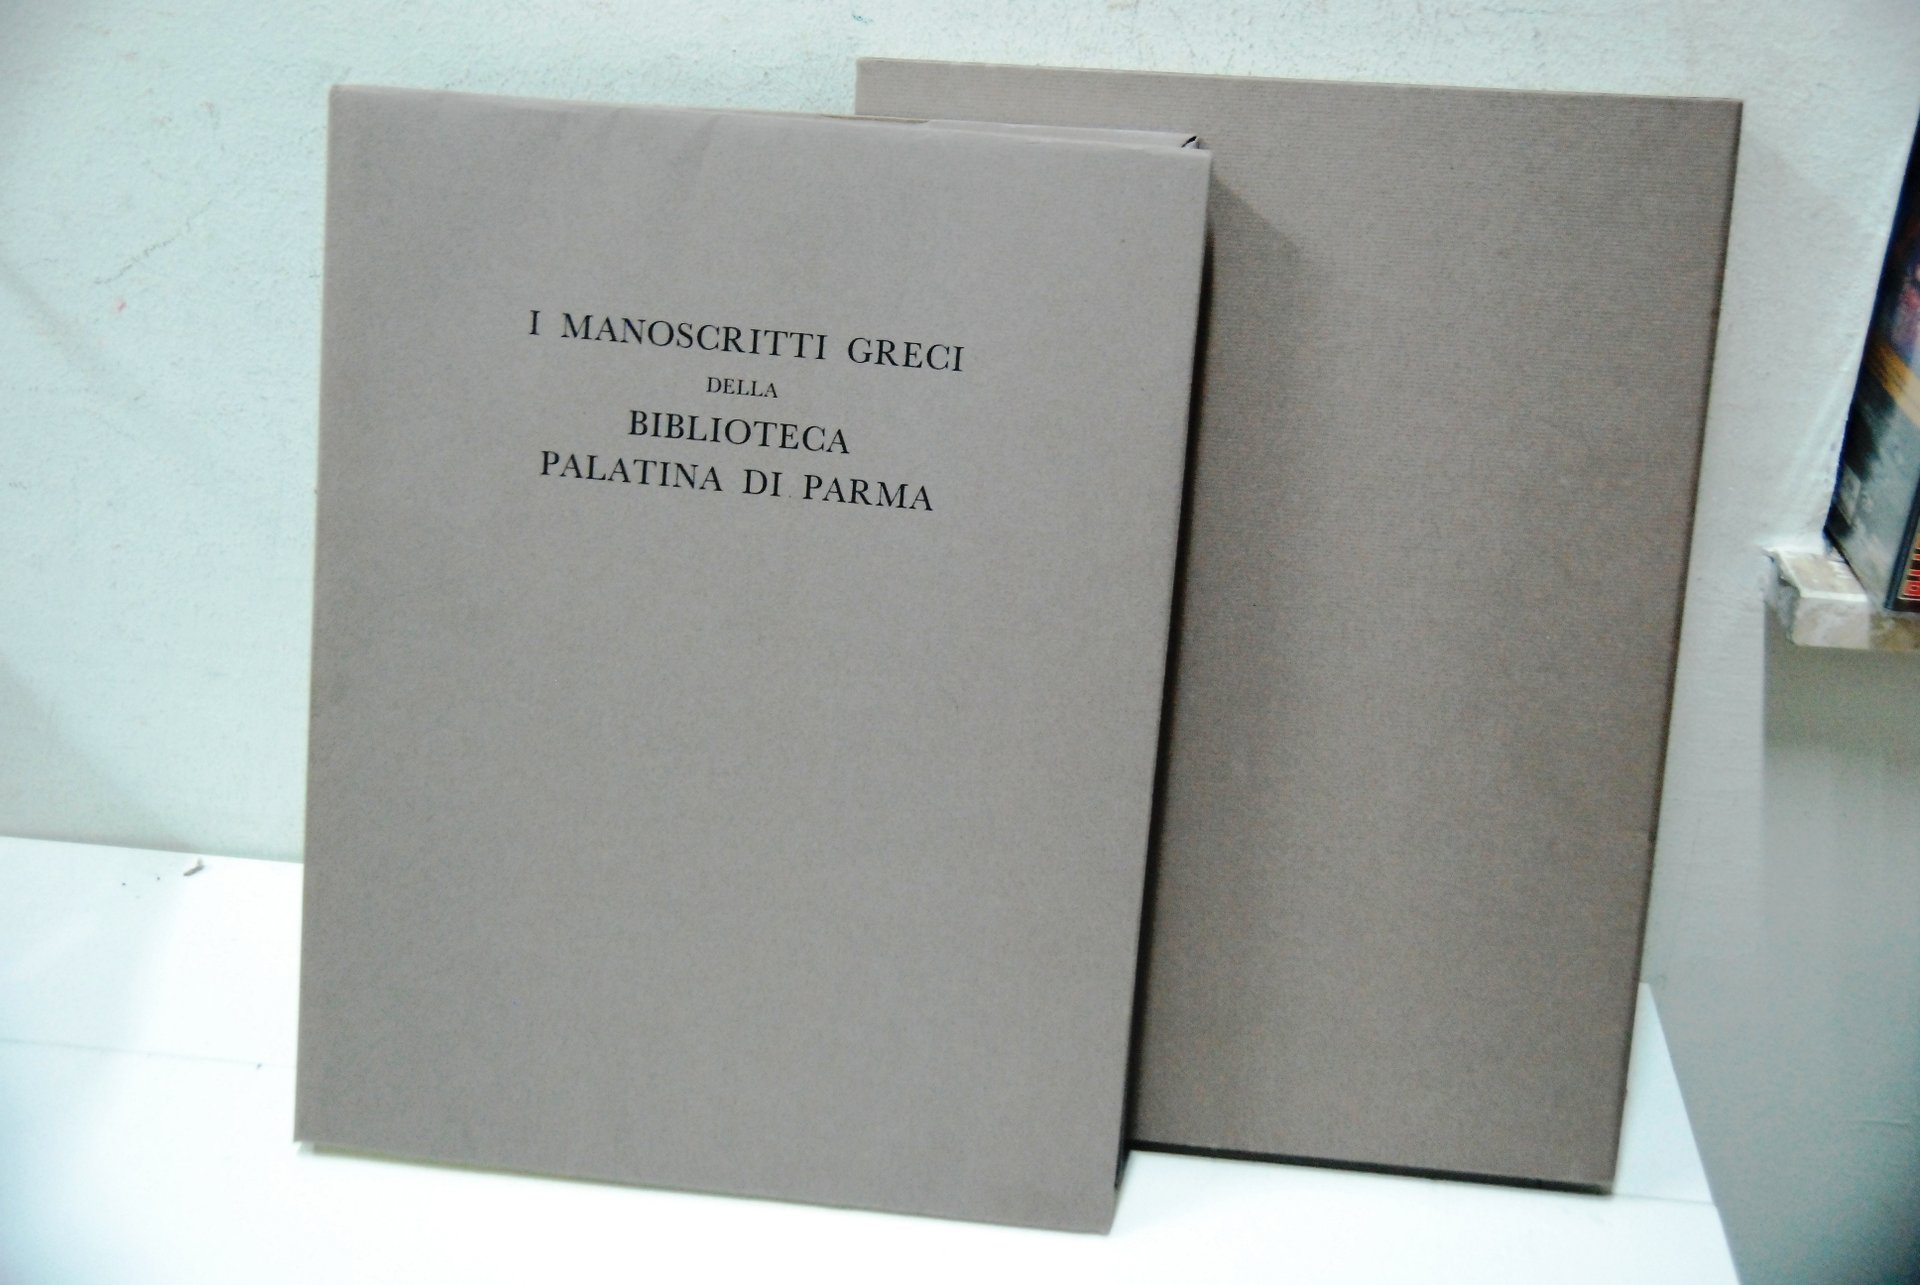 I MANOSCRITTI GRECI
DELLA
BIBLIOTECA
PALATINA DI PARMA